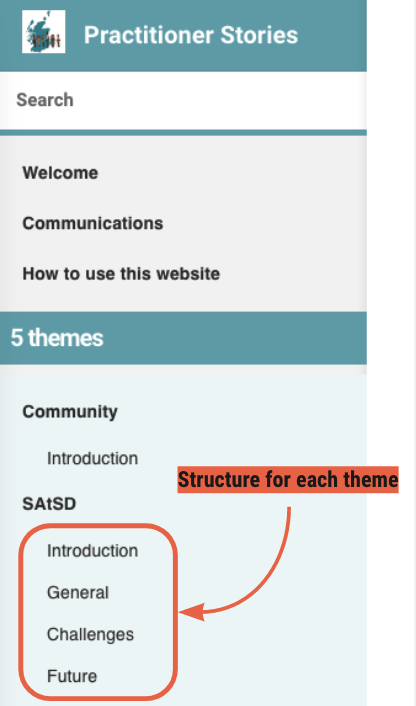 Practitioner Stories
Search
Welcome
Communications
How to use this website
5 themes
Community
Introduction
Structure for each theme
SAtSD
Introduction
General
Challenges
Future